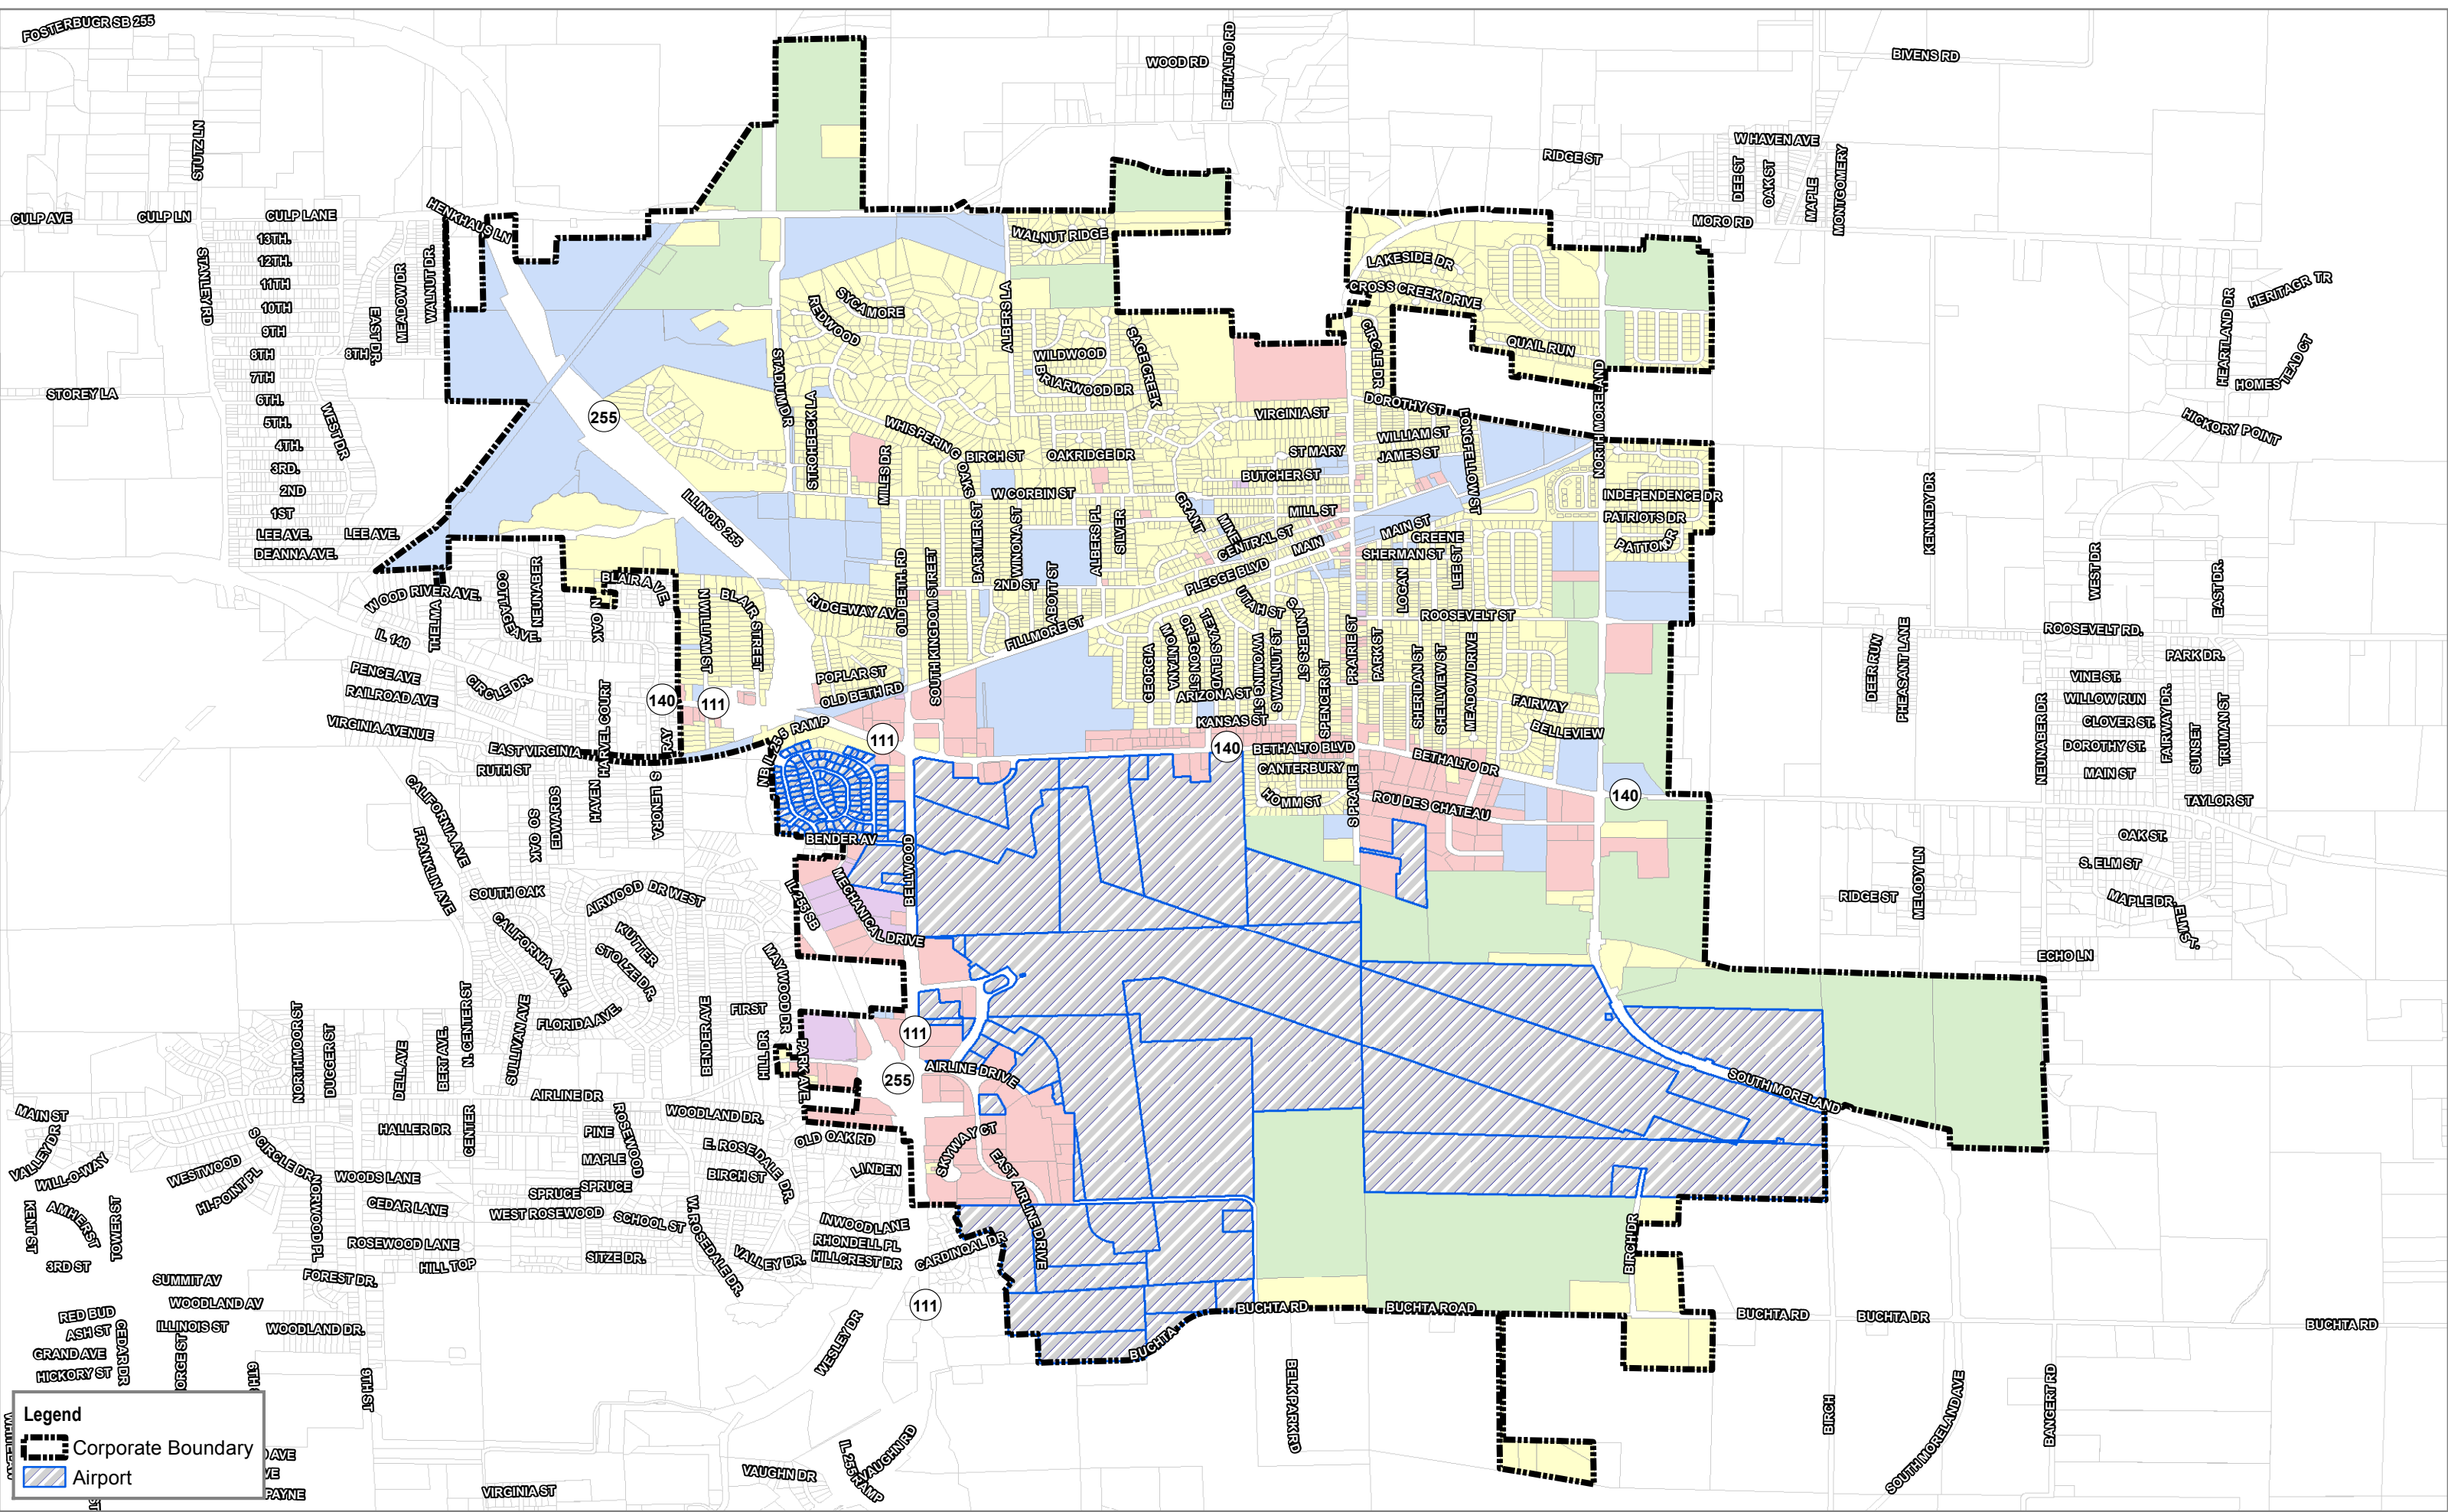 FOSTERBUGR SB 255
WOOD RD
BETHALTO RD
BIVENS RD
STUTZ LN
W HAVEN AVE
RIDGE ST
DEE ST
OAK ST
MAPLE
MONTGOMERY
CULP AVE
CULP LN
CULP LANE
HENKHAUS LN
MORO RD
13TH.
12TH.
11TH
10TH
9TH
8TH
8TH
7TH
6TH.
5TH.
4TH.
3RD.
2ND
1ST
LEE AVE.
LEE AVE.
DEANNA AVE.
STANLEY RD
EAST DR.
MEADOW DR
WALNUT DR.
WEST DR
STOREY LA
WALNUT RIDGE
LAKESIDE DR
CROSS CREEK DRIVE
SYCAMORE
REDWOOD
ALBERS LA
SAGE CREEK
WILDWOOD
BRIARWOOD DR
CIRCLE DR
QUAIL RUN
HERITAGR TR
HEARTLAND DR
TEAD CT
HOMES
HICKORY POINT
255
STADIUM DR
STROHBECK LA
MILES DR
WHISPERING OAKS
BIRCH ST
OAKRIDGE DR
VIRGINIA ST
DOROTHY ST
WILLIAM ST
ST MARY
JAMES ST
BUTCHER ST
LONGFELLOW ST
NORTH MORELAND
ILLINOIS 255
W CORBIN ST
GRANT
MINER
MILL ST
CENTRAL ST
MAIN
MAIN ST
GREENE
SHERMAN ST
INDEPENDENCE DR
PATRIOTS DR
PATTON DR
KENNEDY DR
WEST DR
EAST DR.
BARTMER ST
WINONA ST
ALBERS PL
SILVER
2ND ST
ABOTT ST
PLEGGE BLVD
FILLMORE ST
OLD BETH. RD
SOUTH KINGDOM STREET
WOOD RIVER AVE.
COTTAGE AVE.
NEUNABER
N OAK
BLAIR AVE.
WILLIAM ST
BLAIR STREET
RIDGEWAY AV
THELMA
IL 140
PENCE AVE
RAILROAD AVE
VIRGINIA AVENUE
CIRCLE DR.
HARVEL COURT
RAY
140
111
POPLAR ST
OLD BETH RD
GEORGIA
MONTANA
OREGON ST
TEXAS BLVD
UTAH ST
WYOMING ST
S WALNUT ST
S ANDERS ST
SPENCER ST
ARIZONA ST
KANSAS ST
PRAIRIE ST
PARK ST
LOGAN
LEE ST
ROOSEVELT ST
SHERIDAN ST
SHELLVIEW ST
MEADOW DRIVE
FAIRWAY
BELLEVIEW
DEER RUN
PHEASANT LANE
ROOSEVELT RD.
PARK DR.
VINE ST.
WILLOW RUN
CLOVER ST.
DOROTHY ST.
MAIN ST
NEUNABER DR
FAIRWAY DR.
SUNSET
TRUMAN ST
TAYLOR ST
OAK ST.
S. ELM ST
MAPLE DR.
ELM ST.
ECHO LN
RIDGE ST
MELODY LN
EAST VIRGINIA
RUTH ST
NB IL 255 RAMP
111
140
BETHALTO BLVD
CANTERBURY
HOMM ST
S PRAIRIE
BETHALTO DR
ROU DES CHATEAU
140
CALIFORNIA AVE
FRANKLIN AVE
SO OAK
EDWARDS
HAVEN
S LENORA
BENDER AV
BELLWOOD
MECHANICAL DRIVE
IL 255 SB
SOUTH OAK
AIRWOOD DR WEST
KUTTER
STOLZE DR.
CALIFORNIA AVE.
FLORIDA AVE.
MAYWOOD DR
FIRST
BENDER AVE
HILL DR
PARK AVE.
111
255
AIRLINE DRIVE
SKYWAY CT
EAST AIRLINE DRIVE
SOUTH MORELAND
NORTHMOOR ST
DUGGER ST
DELL AVE
BERT AVE.
N. CENTER ST
SULLIVAN AVE
AIRLINE DR
MAIN ST
VALLEY DR
WILL-O-WAY
KENT ST
AMHERST
TOWER ST
3RD ST
WESTWOOD
HI-POINT PL
S CIRCLE DR.
NORWOOD PL
HALLER DR
CENTER
WOODS LANE
CEDAR LANE
ROSEWOOD LANE
HILL TOP
PINE
MAPLE
ROSEWOOD
SPRUCE
SPRUCE
WEST ROSEWOOD
SCHOOL ST
SITZE DR.
WOODLAND DR.
E. ROSEDALE DR.
BIRCH ST
W. ROSEDALE DR.
VALLEY DR.
OLD OAK RD
LINDEN
INWOOD LANE
RHONDELL PL
HILLCREST DR
CARDINQAL DR
111
SUMMIT AV
FOREST DR.
WOODLAND AV
RED BUD
ASH ST
ILLINOIS ST
WOODLAND DR.
GRAND AVE
HICKORY ST
CEDAR DR
ORGE ST
6TH
9TH ST
WESLEY DR
BUCHTA
BUCHTA RD
BUCHTA ROAD
BIRCH DR
BUCHTA RD
BUCHTA DR
BUCHTA RD
BELK PARK RD
BIRCH
SOUTH MORELAND AVE
BANGERT RD
VAUGHN RD
IL 255 RAMP
VAUGHN DR
VIRGINIA ST
AVE
VE
PAYNE
Legend
Corporate Boundary
Airport